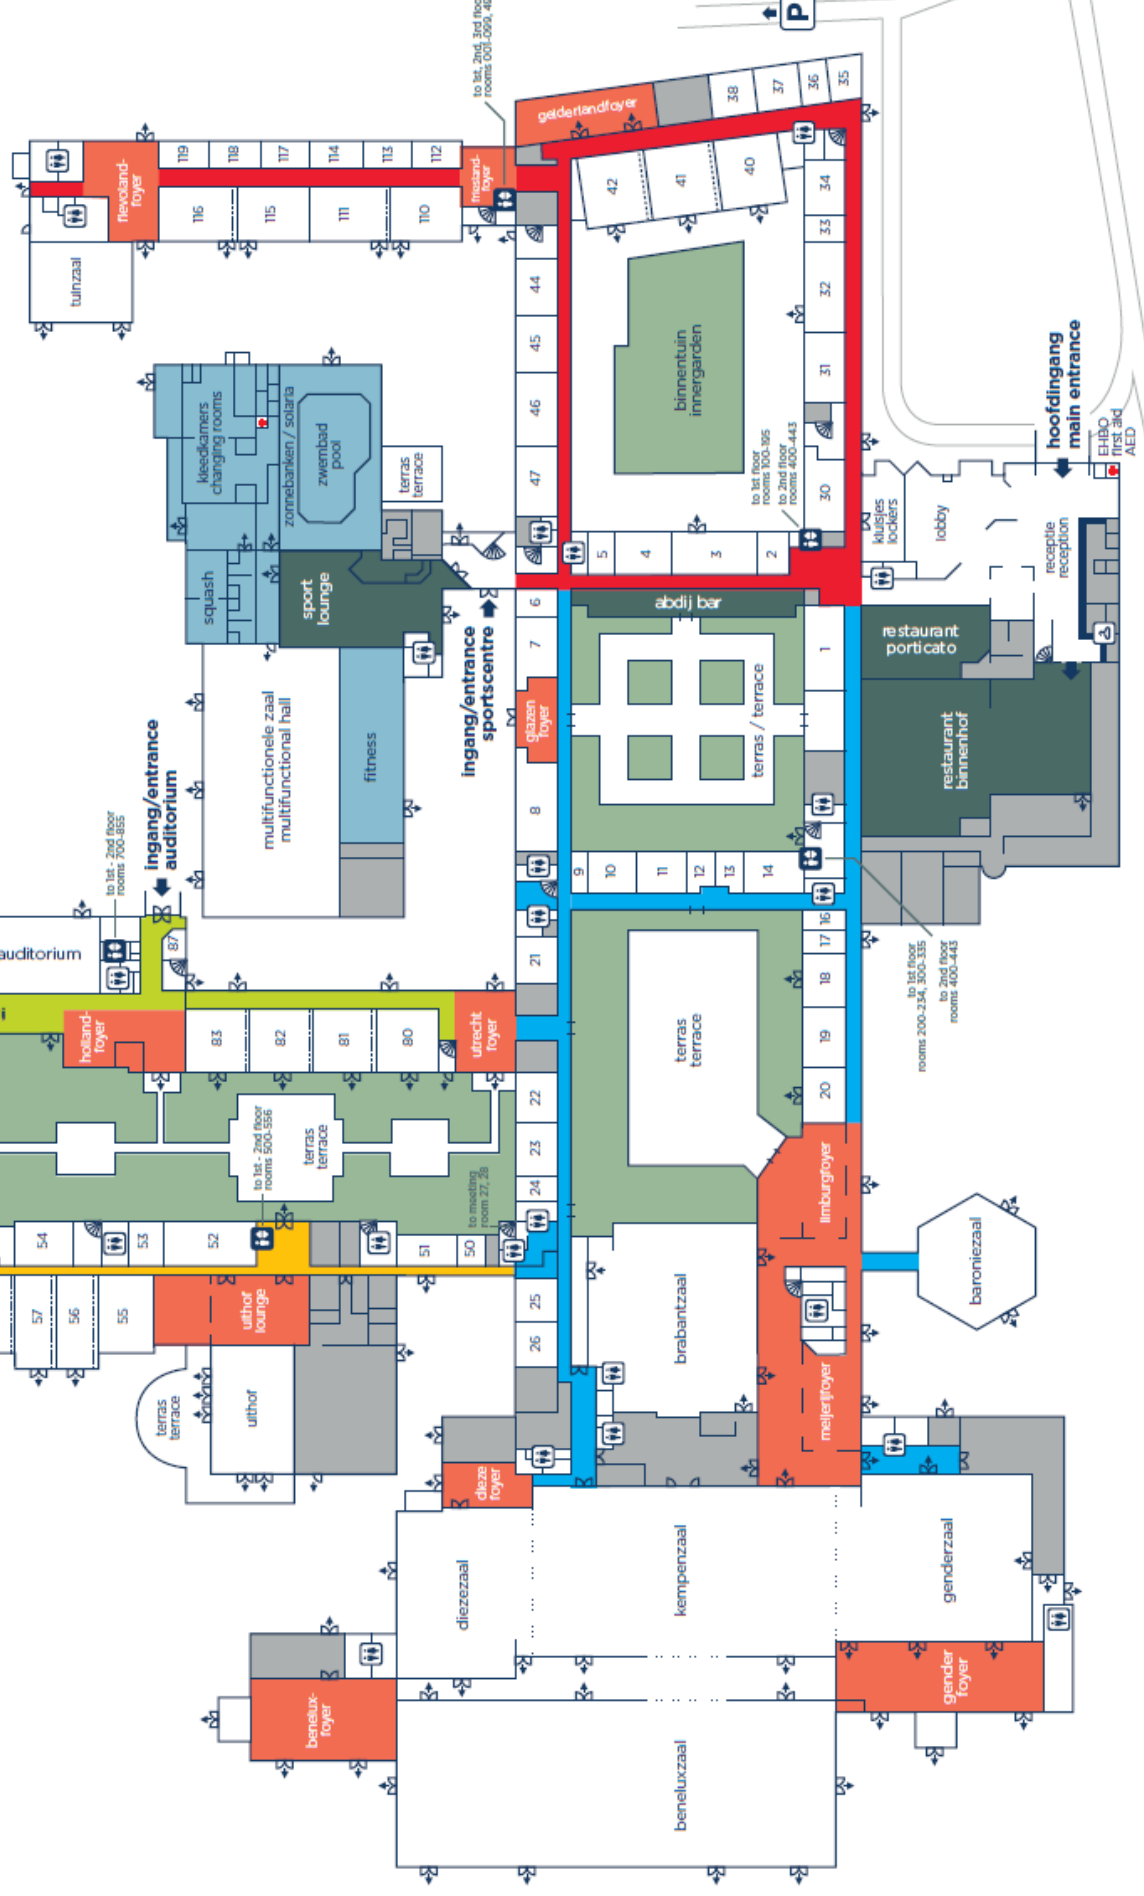 P
to 1st, 2nd, 3rd floor
rooms 001-099, 49
gelderlandfoyer
38
37
36
35
flevoland-
foyer
119
118
117
114
113
112
friesland-
foyer
116
115
111
110
42
41
40
34
33
32
31
30
tuinzaal
44
45
46
47
binnentuin
innergarden
kleedkamers
changing rooms
zonnebanken / solaria
zwembad
pool
terras
terrace
squash
sport
lounge
to 1st floor
rooms 100-195
to 2nd floor
rooms 400-443
hoofdingang
main entrance
EHBO
first aid
AED
kluisjes
lockers
lobby
receptie
reception
5
4
3
2
abdij bar
6
7
glazen
foyer
8
1
restaurant
porticato
restaurant
binnenhof
ingang/entrance
sportscentre
multifunctionele zaal
multifunctional hall
fitness
terras / terrace
ingang/entrance
auditorium
to 1st - 2nd floor
rooms 700-855
auditorium
87
9
10
11
12
13
14
16
17
18
19
20
21
to 1st floor
rooms 200-234, 300-335
to 2nd floor
rooms 400-443
holland-
foyer
83
82
81
80
utrecht
foyer
terras
terrace
22
23
24
terras
terrace
to 1st - 2nd floor
rooms 500-556
to meeting
room 27, 28
limburgfoyer
54
53
52
51
50
57
56
55
uithof
lounge
25
26
brabantzaal
baroniezaal
terras
terrace
uithof
meijerijfoyer
dieze
foyer
diezezaal
kempenzaal
genderzaal
benelux-
foyer
gender
foyer
beneluxzaal